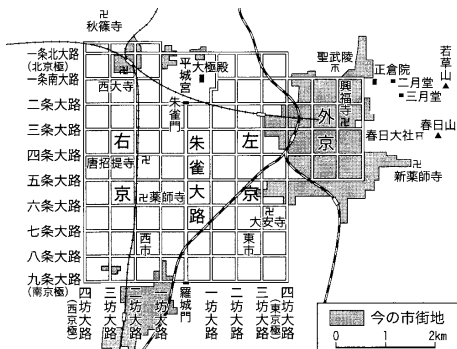 卍
秋篠寺
一条北大路
(北京極)
一条南大路
二条大路
三条大路
四条大路
五条大路
六条大路
七条大路
八条大路
九条大路
(南京極)
卍
西大寺
平城宮
大極殿
朱雀門
聖武陵
正倉院
二月堂
三月堂
若草山
興福寺卍
春日山
春日大社
卍
新薬師寺
外京
右京
朱雀大路
左京
唐招提寺卍
卍薬師寺
卍
大安寺
西市
東市
羅城門
四坊大路
(西京極)
三坊大路
二坊大路
一坊大路
一坊大路
二坊大路
三坊大路
四坊大路
(東京極)
今の市街地
0 1 2km